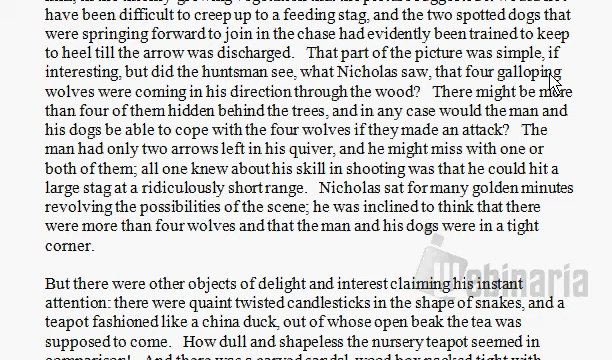 have been difficult to creep up to a feeding stag, and the two spotted dogs that
were springing forward to join in the chase had evidently been trained to keep
to heel till the arrow was discharged. That part of the picture was simple, if
interesting, but did the huntsman see, what Nicholas saw, that four galloping
wolves were coming in his direction through the wood? There might be more
than four of them hidden behind the trees, and in any case would the man and
his dogs be able to cope with the four wolves if they made an attack? The
man had only two arrows left in his quiver, and he might miss with one or
both of them; all one knew about his skill in shooting was that he could hit a
large stag at a ridiculously short range. Nicholas sat for many golden minutes
revolving the possibilities of the scene; he was inclined to think that there
were more than four wolves and that the man and his dogs were in a tight
corner.
Webinaria
But there were other objects of delight and interest claiming his instant
attention: there were quaint twisted candlesticks in the shape of snakes, and a
teapot fashioned like a china duck, out of whose open beak the tea was
supposed to come. How dull and shapeless the nursery teapot seemed in